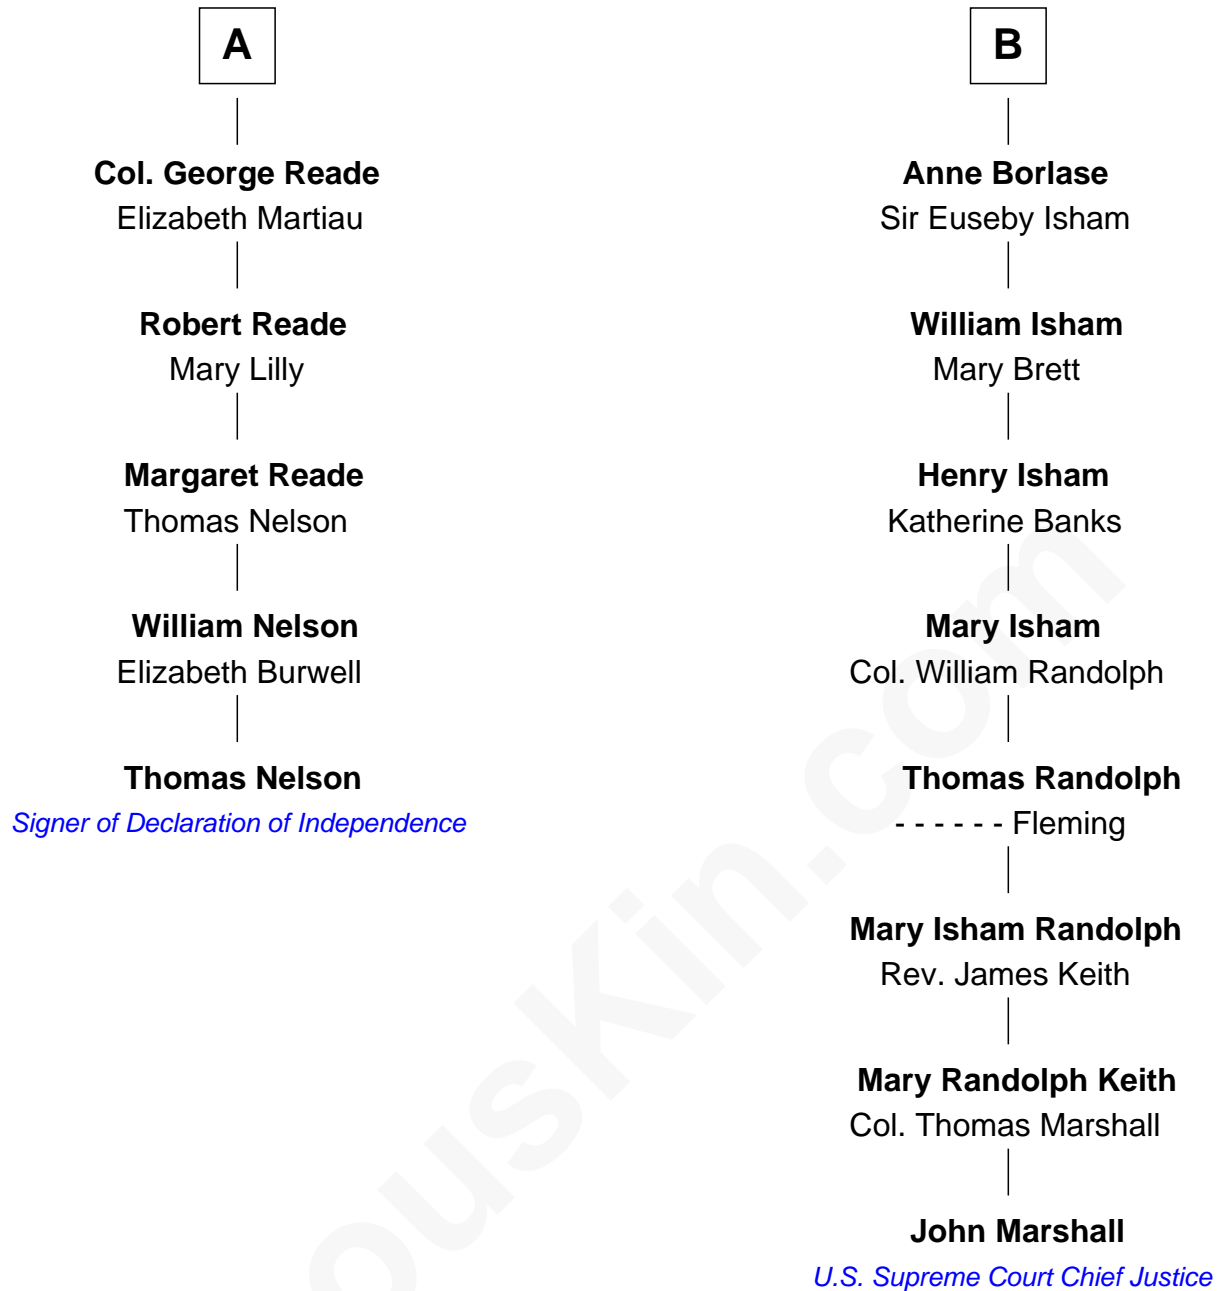 A
Col. George Reade
Elizabeth Martiau
Robert Reade
Mary Lilly
Margaret Reade
Thomas Nelson
William Nelson
Elizabeth Burwell
Thomas Nelson
Signer of Declaration of Independence
B
Anne Borlase
Sir Euseby Isham
William Isham
Mary Brett
Henry Isham
Katherine Banks
Mary Isham
Col. William Randolph
Thomas Randolph
- - - - - - Fleming
Mary Isham Randolph
Rev. James Keith
Mary Randolph Keith
Col. Thomas Marshall
John Marshall
U.S. Supreme Court Chief Justice
ousKin.com